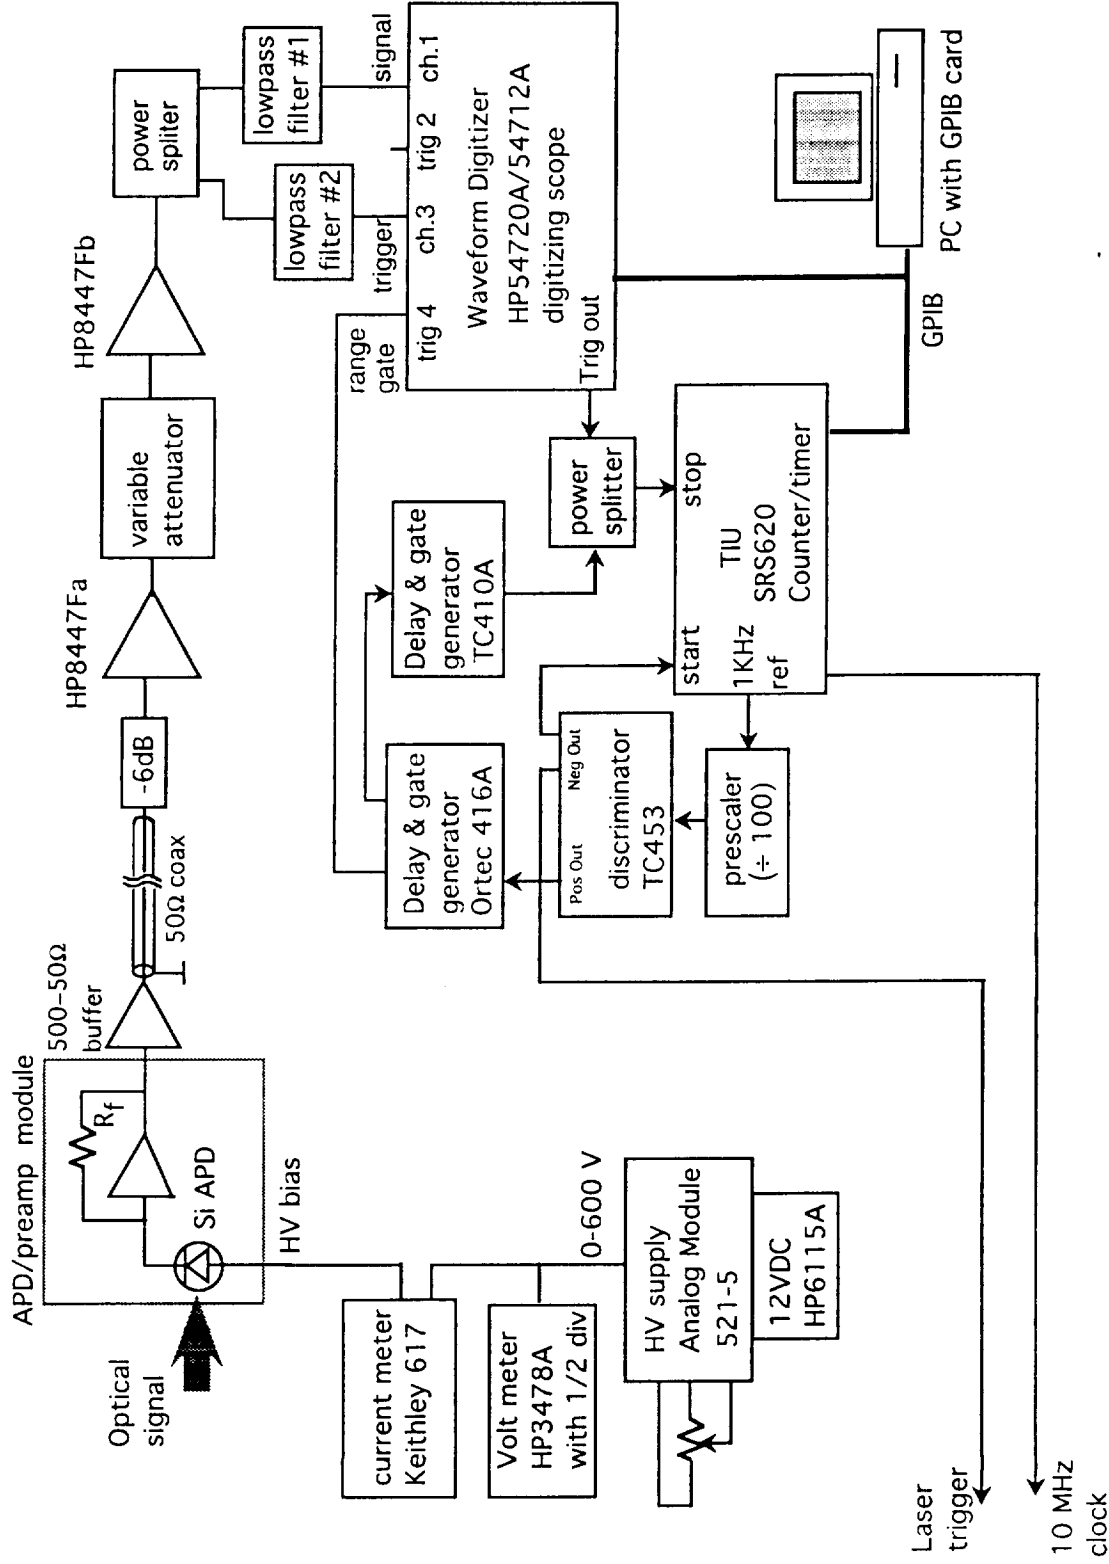 APD/preamp module
Optical
signal
Rf
Si APD
HV bias
500-50Ω
buffer
50Ω coax
-6dB
HP8447Fa
variable
attenuator
HP8447Fb
power
spliter
lowpass
filter #1
lowpass
filter #2
signal
trigger
range
gate
ch.1
trig 2
ch.3
trig 4
Waveform Digitizer
HP54720A/54712A
digitizing scope
Trig out
current meter
Keithley 617
Volt meter
HP3478A
with 1/2 div
0-600 V
HV supply
Analog Module
521-5
12VDC
HP6115A
Delay & gate
generator
Ortec 416A
Delay & gate
generator
TC410A
power
splitter
Pos Out
Neg Out
discriminator
TC453
prescaler
(÷ 100)
start
stop
1KHz
ref
TIU
SRS620
Counter/timer
GPIB
PC with GPIB card
Laser
trigger
10 MHz
clock